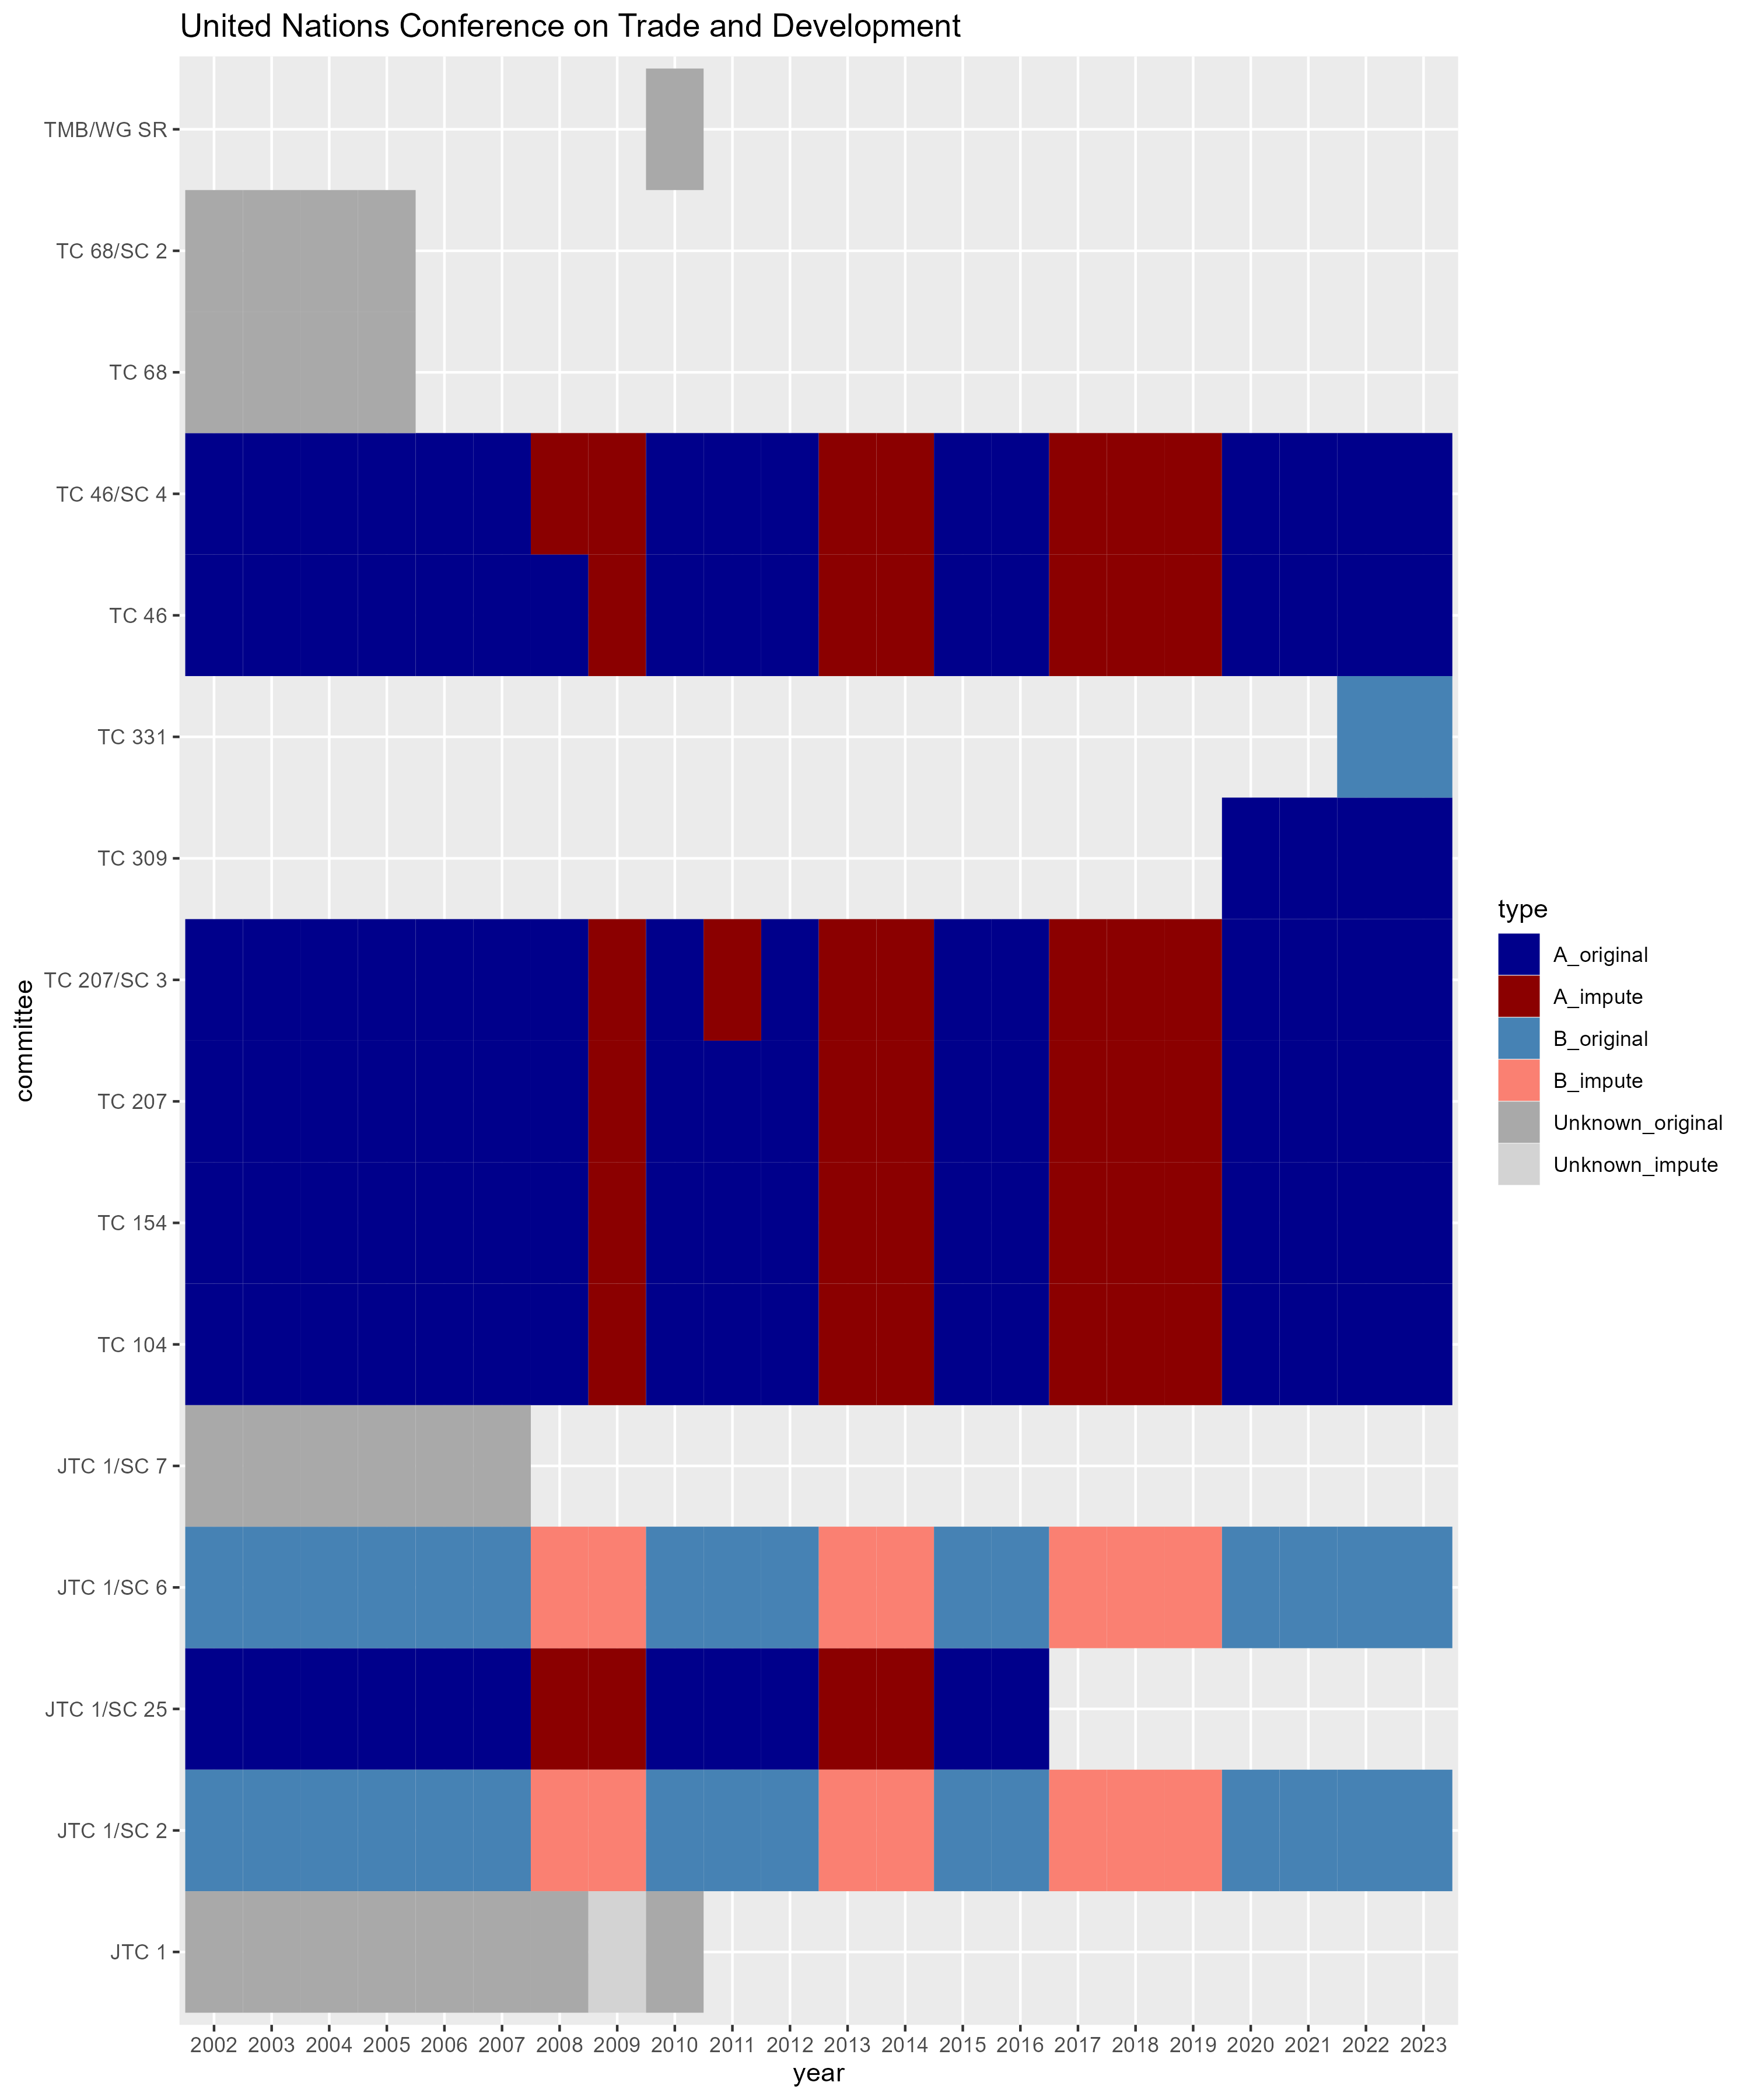 United Nations Conference on Trade and Development
TMB/WG SR
TC 68/SC 2
TC 68
TC 46/SC 4
TC 46
TC 331
TC 309
TC 207/SC 3
TC 207
TC 154
TC 104
JTC 1/SC 7
JTC 1/SC 6
JTC 1/SC 25
JTC 1/SC 2
JTC 1
committee
2002 2003 2004 2005 2006 2007 2008 2009 2010 2011 2012 2013 2014 2015 2016 2017 2018 2019 2020 2021 2022 2023
year
type
A_original
A_impute
B_original
B_impute
Unknown_original
Unknown_impute